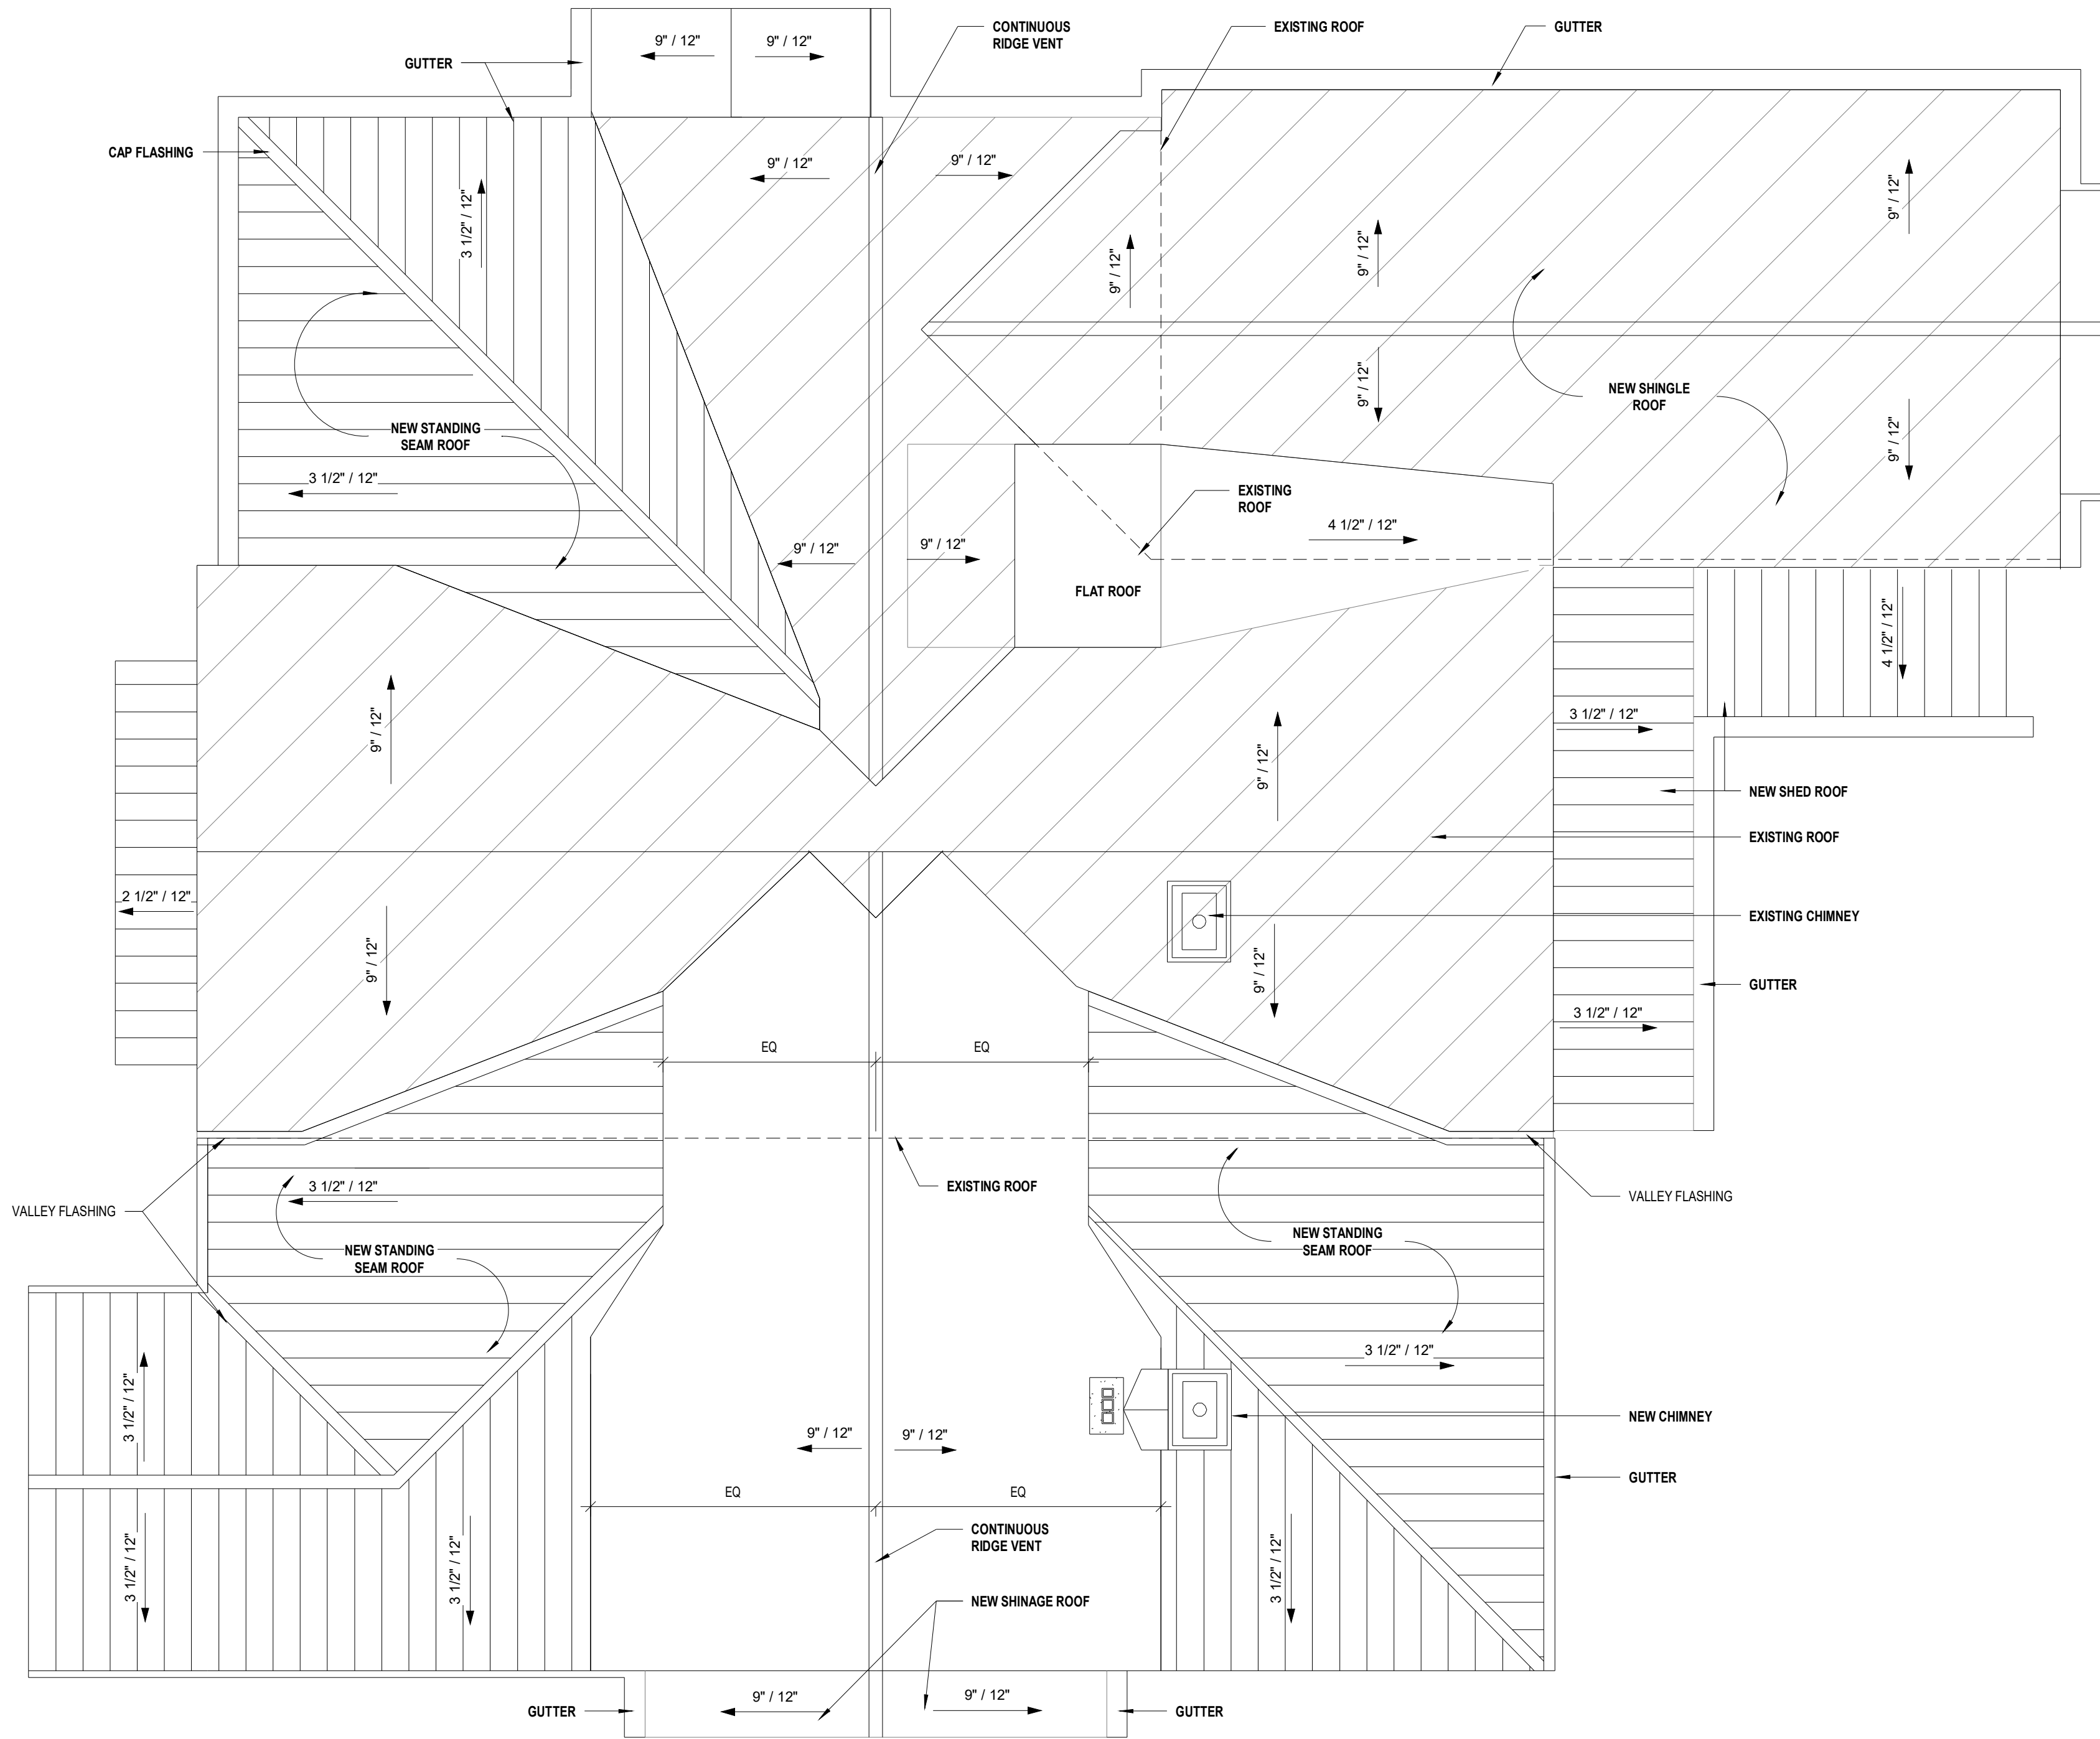 9" / 12"
9" / 12"
CONTINUOUS
RIDGE VENT
EXISTING ROOF
GUTTER
GUTTER
CAP FLASHING
9" / 12"
9" / 12"
3 1/2" / 12"
9" / 12"
9" / 12"
9" / 12"
9" / 12"
NEW SHINGLE
ROOF
NEW STANDING
SEAM ROOF
9" / 12"
3 1/2" / 12"
EXISTING
ROOF
4 1/2" / 12"
9" / 12"
9" / 12"
FLAT ROOF
4 1/2" / 12"
9" / 12"
9" / 12"
3 1/2" / 12"
NEW SHED ROOF
EXISTING ROOF
2 1/2" / 12"
EXISTING CHIMNEY
9" / 12"
9" / 12"
GUTTER
3 1/2" / 12"
EQ
EQ
3 1/2" / 12"
EXISTING ROOF
VALLEY FLASHING
VALLEY FLASHING
NEW STANDING
SEAM ROOF
NEW STANDING
SEAM ROOF
3 1/2" / 12"
3 1/2" / 12"
NEW CHIMNEY
9" / 12"
9" / 12"
GUTTER
EQ
EQ
CONTINUOUS
RIDGE VENT
3 1/2" / 12"
3 1/2" / 12"
3 1/2" / 12"
NEW SHINAGE ROOF
9" / 12"
9" / 12"
GUTTER
GUTTER